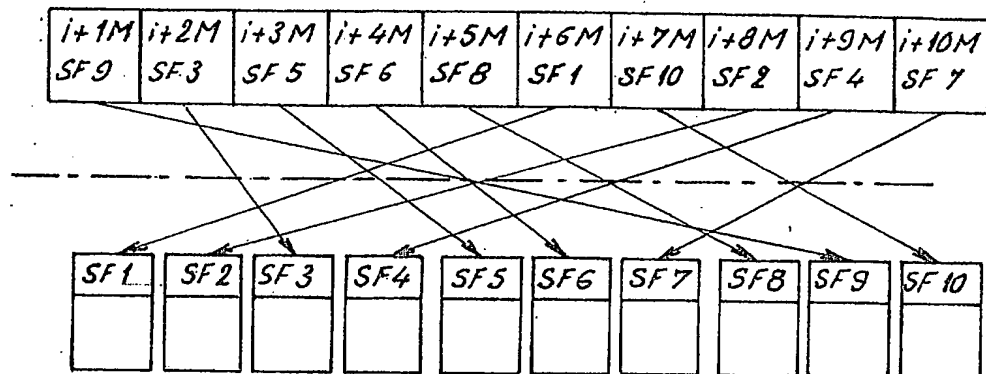 i+1M i+2M i+3M i+4M i+5M i+6M i+7M i+8M i+9M i+10M
SF9 SF3 SF5 SF6 SF8 SF1 SF10 SF2 SF4 SF7
SF1 SF2 SF3 SF4 SF5 SF6 SF7 SF8 SF9 SF10